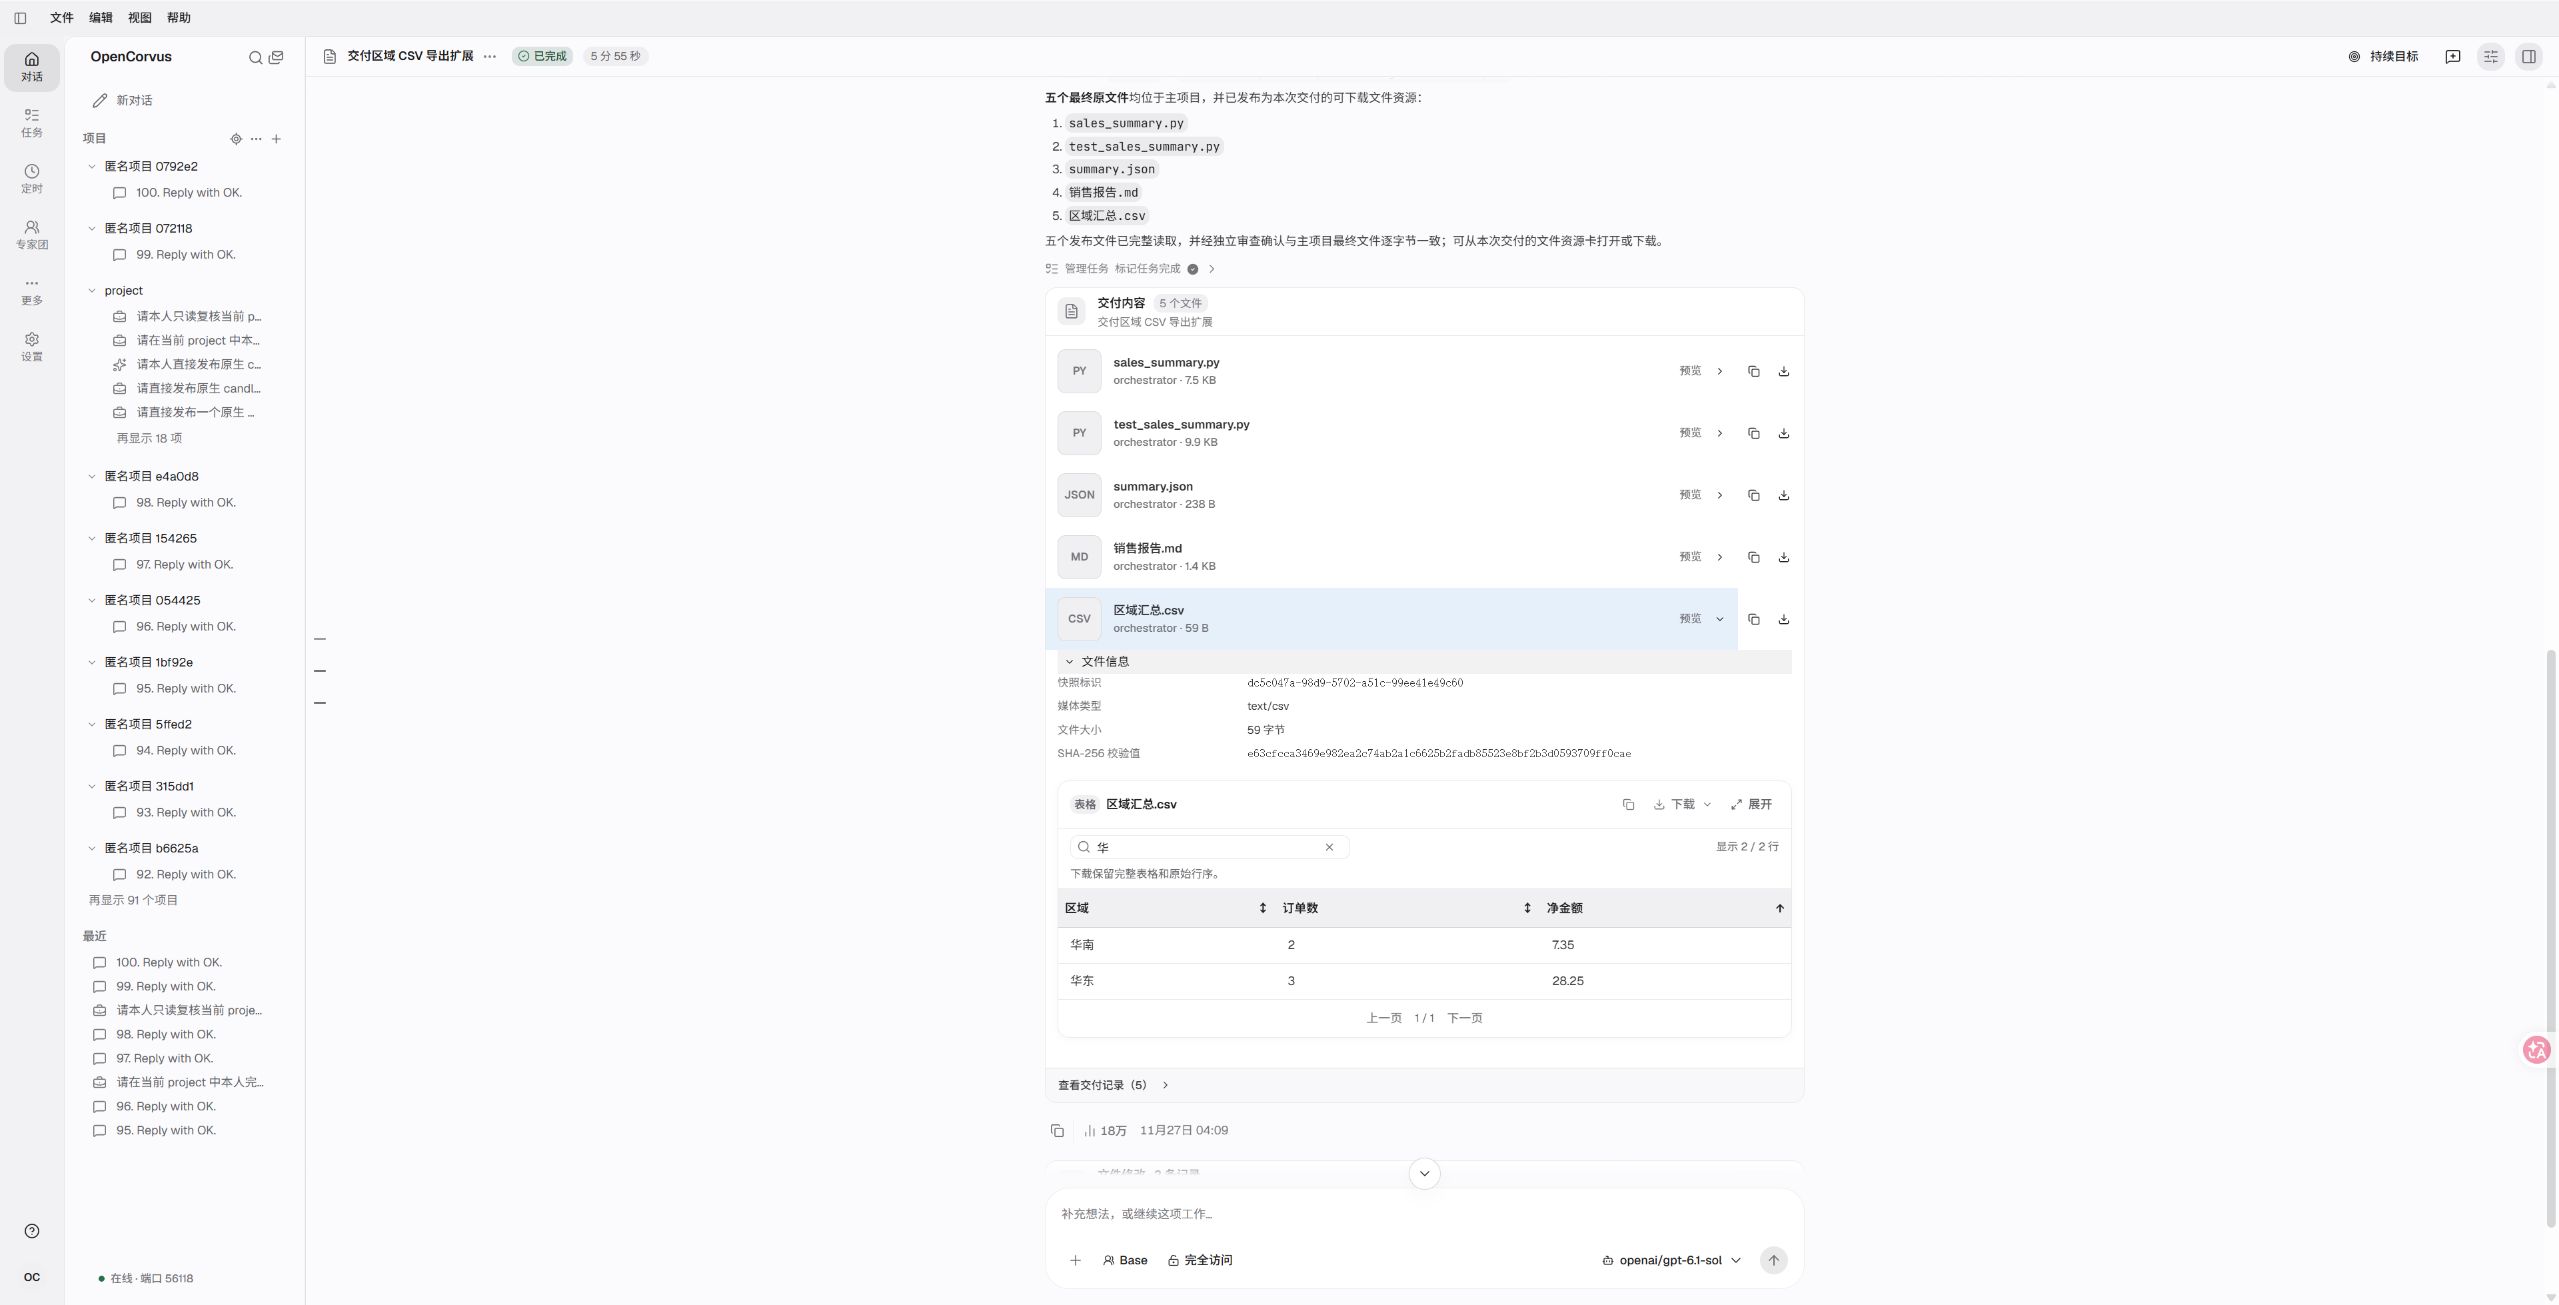 文件 编辑 视图 帮助
对话
任务
定时
专家团
更多
设置
OC
OpenCorvus
新对话
项目
匿名项目 0792e2
100. Reply with OK.
匿名项目 072118
99. Reply with OK.
project
请本人只读复核当前 p...
请在当前 project 中本...
请本人直接发布原生 c...
请直接发布原生 candl...
请直接发布一个原生 ...
再显示 18 项
匿名项目 e4a0d8
98. Reply with OK.
匿名项目 154265
97. Reply with OK.
匿名项目 054425
96. Reply with OK.
匿名项目 1bf92e
95. Reply with OK.
匿名项目 5ffed2
94. Reply with OK.
匿名项目 315dd1
93. Reply with OK.
匿名项目 b6625a
92. Reply with OK.
再显示 91 个项目
最近
100. Reply with OK.
99. Reply with OK.
请本人只读复核当前 proje...
98. Reply with OK.
97. Reply with OK.
请在当前 project 中本人完...
96. Reply with OK.
95. Reply with OK.
在线 · 端口 56118
交付区域 CSV 导出扩展 ... 已完成 5 分 55 秒 持续目标
五个最终原文件均位于主项目，并已发布为本次交付的可下载文件资源：
1. sales_summary.py
2. test_sales_summary.py
3. summary.json
4. 销售报告.md
5. 区域汇总.csv
五个发布文件已完整读取，并经独立审查确认与主项目最终文件逐字节一致；可从本次交付的文件资源卡打开或下载。
管理任务 标记任务完成
交付内容 5 个文件
交付区域 CSV 导出扩展
PY sales_summary.py 预览
orchestrator · 7.5 KB
PY test_sales_summary.py 预览
orchestrator · 9.9 KB
JSON summary.json 预览
orchestrator · 238 B
MD 销售报告.md 预览
orchestrator · 1.4 KB
CSV 区域汇总.csv 预览
orchestrator · 59 B
文件信息
快照标识 dc5c047a-98d9-5702-a51c-99ee41e49c60
媒体类型 text/csv
文件大小 59 字节
SHA-256 校验值 e63cfcca3469e982ea2c74ab2a1c6625b2fadb85523e8bf2b3d0593709ff0cae
表格 区域汇总.csv 下载 展开
华 显示 2 / 2 行
下载保留完整表格和原始行序。
区域 订单数 净金额
华南 2 7.35
华东 3 28.25
上一页 1 / 1 下一页
查看交付记录（5）
18万 11月27日 04:09
补充想法，或继续这项工作...
Base 完全访问 openai/gpt-6.1-sol